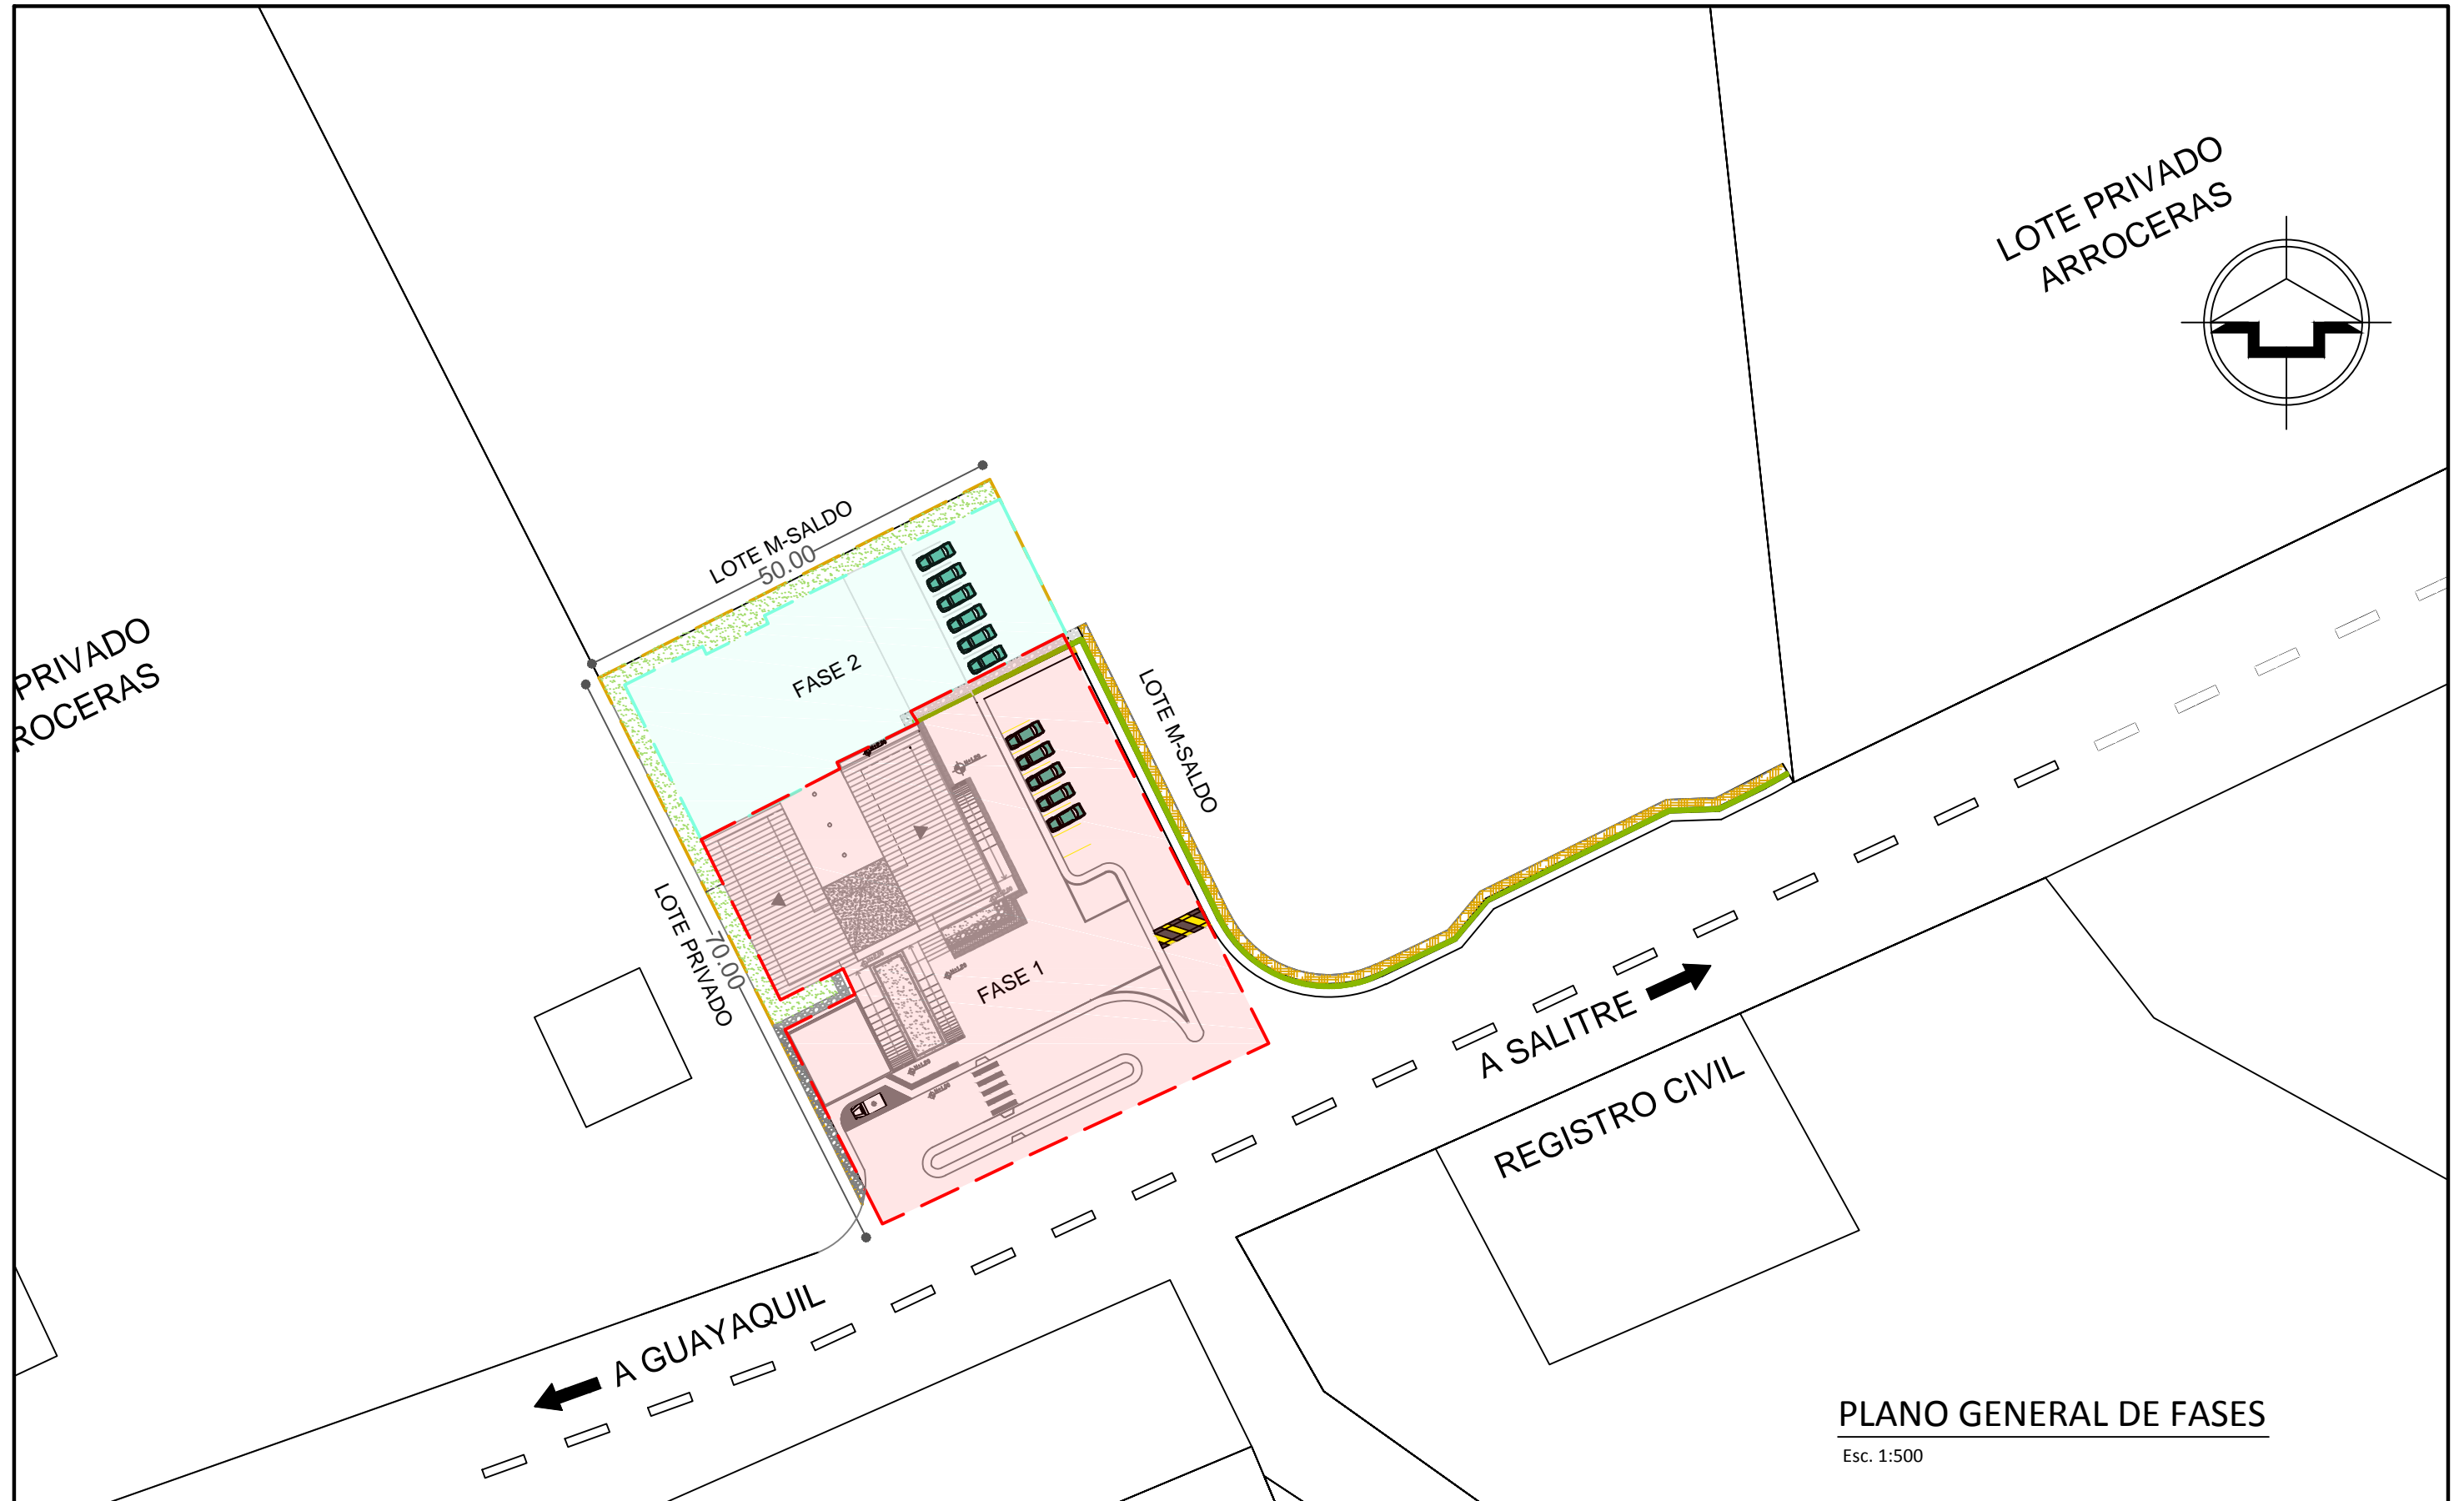 LOTE PRIVADO
ARROCERAS
LOTE M-SALDO
50.00
PRIVADO
ROCERAS
FASE 2
LOTE M-SALDO
LOTE PRIVADO
70.00
FASE 1
A SALITRE
REGISTRO CIVIL
A GUAYAQUIL
PLANO GENERAL DE FASES
Esc. 1:500